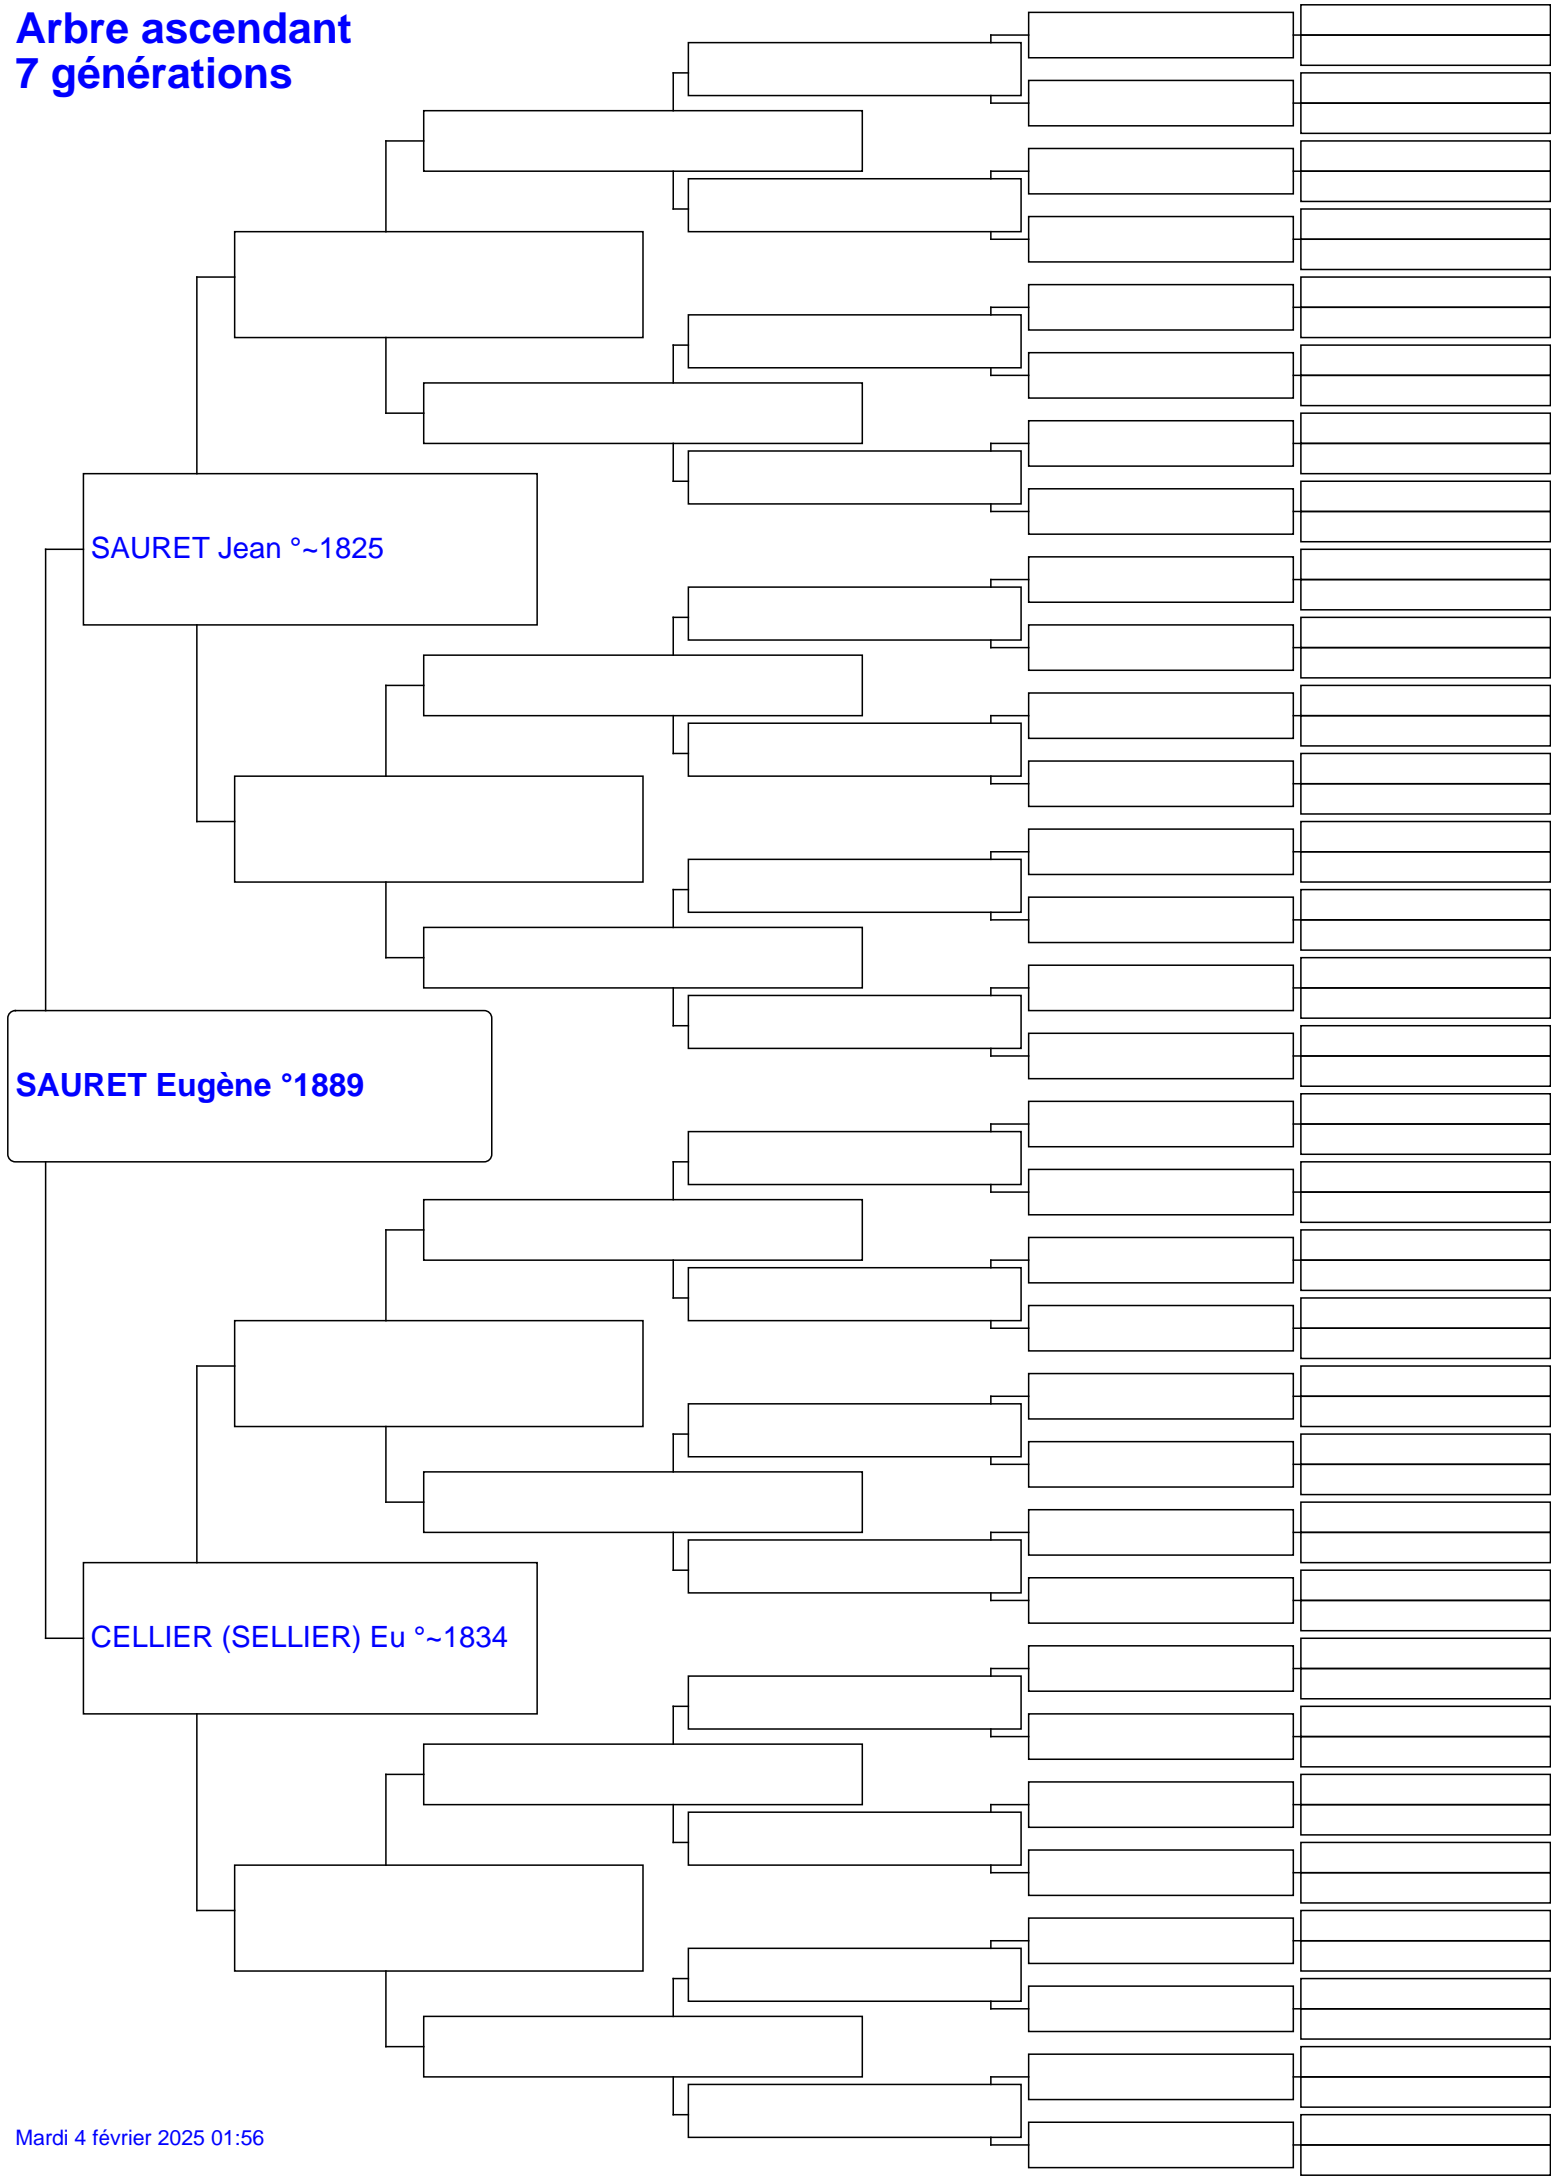 Arbre ascendant
7 générations
SAURET Jean °~1825
SAURET Eugène °1889
CELLIER (SELLIER) Eu °~1834
Mardi 4 février 2025 01:56